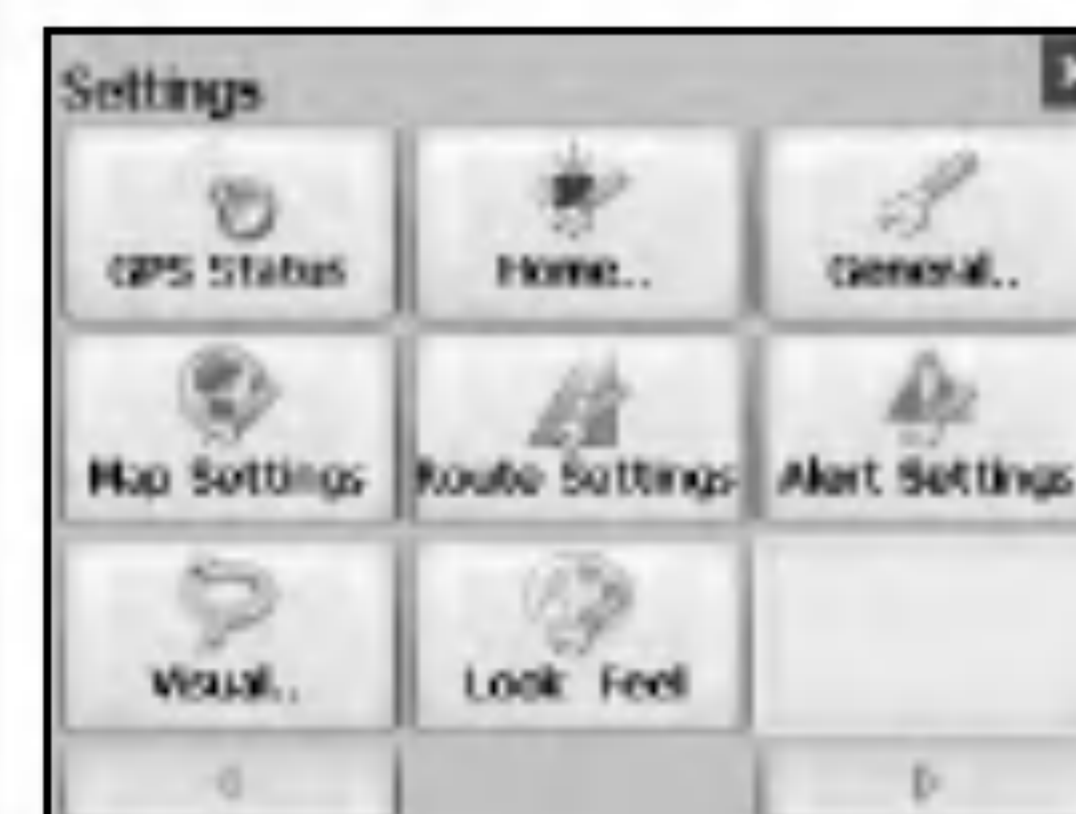 Settings
GPS Status
Home..
General..
Map Settings
Route Settings
Alert Settings
Visual..
Look Feel